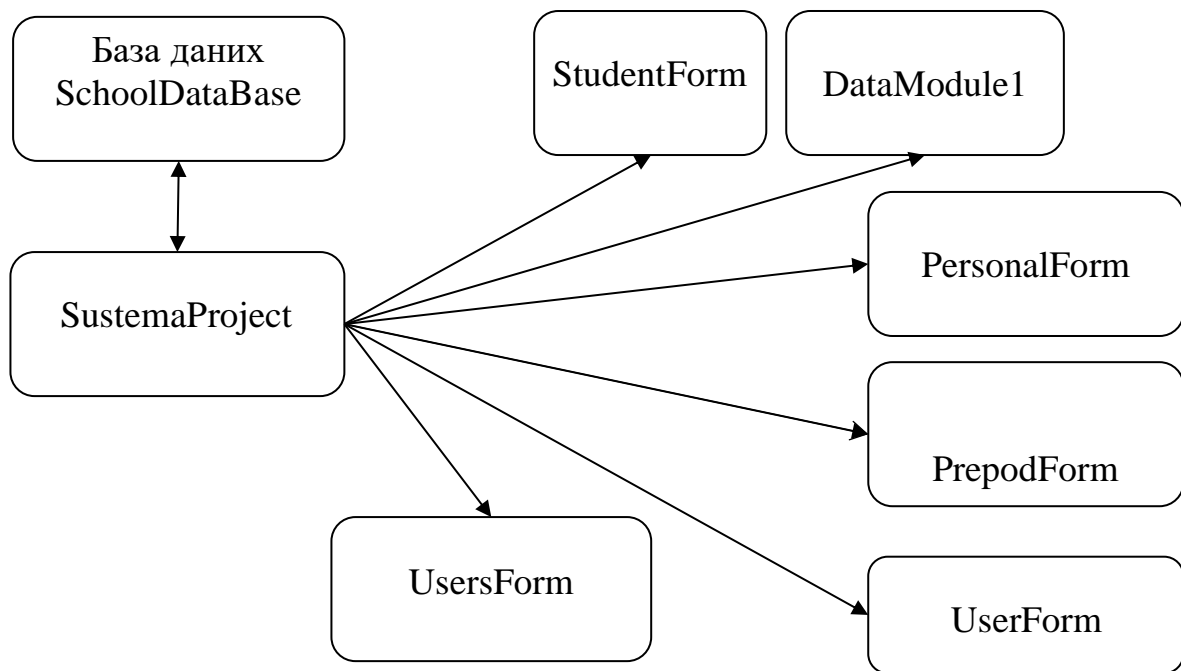 База даних
SchoolDataBase
StudentForm
DataModule1
SustemaProject
PersonalForm
PrepodForm
UsersForm
UserForm